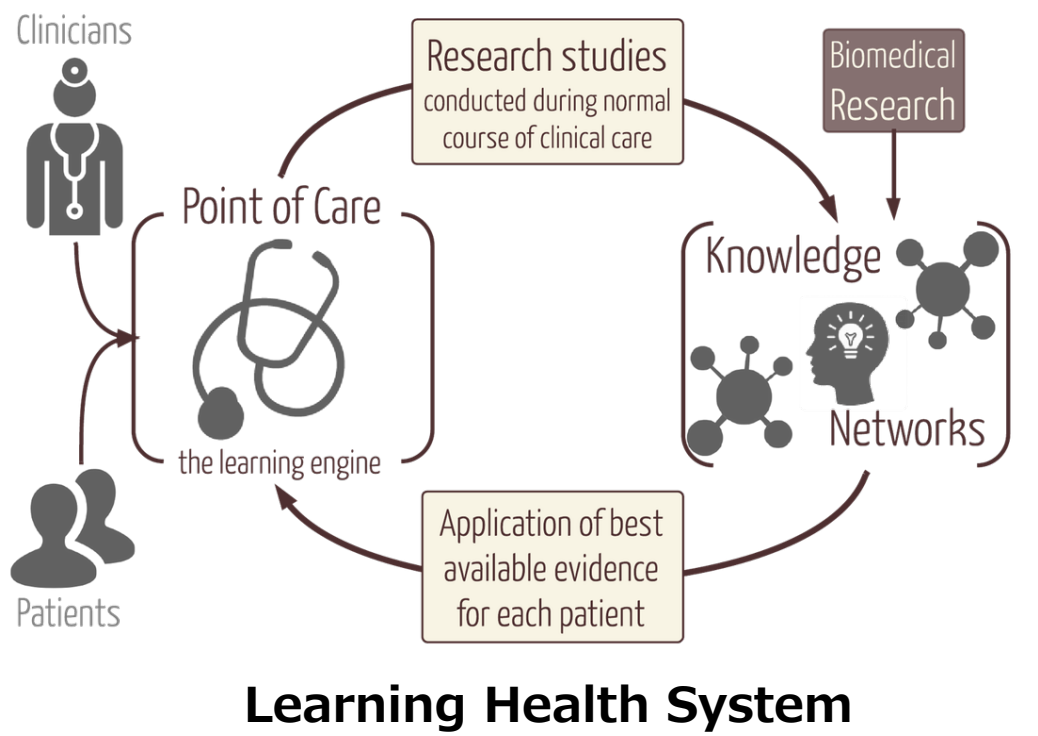 Clinicians
Research studies
conducted during normal
course of clinical care
Biomedical
Research
Point of Care
the learning engine
Knowledge
Networks
Application of best
available evidence
for each patient
Patients
Learning Health System